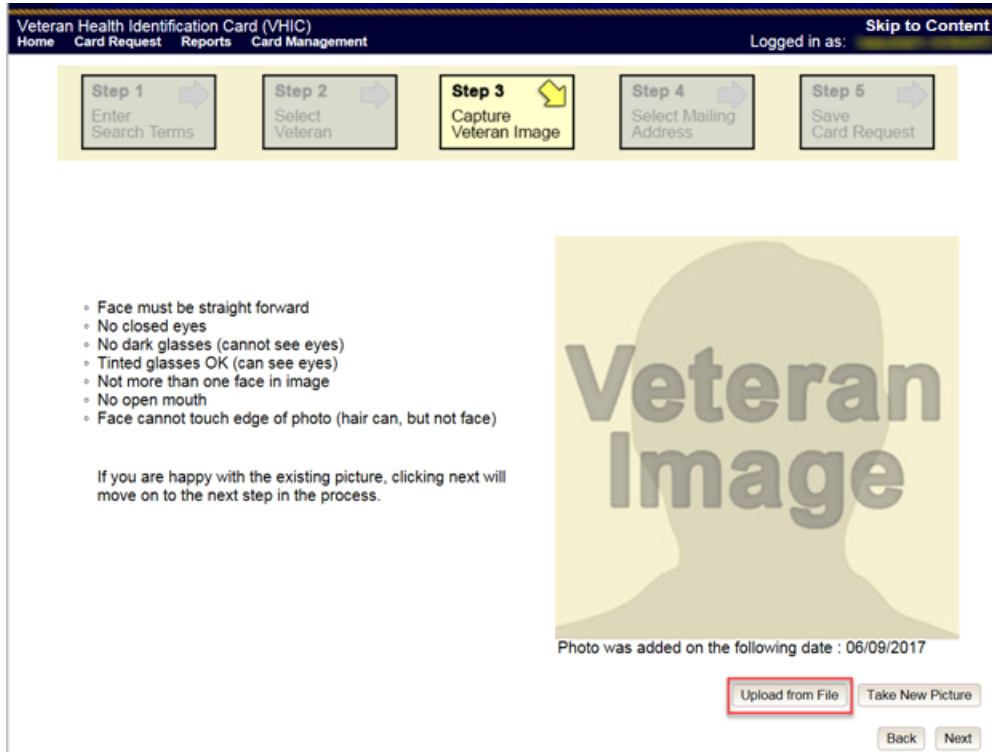 Veteran Health Identification Card (VHIC)
Skip to Content
Home Card Request Reports Card Management
Logged in as:
Step 1
Enter
Search Terms
Step 2
Select
Veteran
Step 3
Capture
Veteran Image
Step 4
Select Mailing
Address
Step 5
Save
Card Request
Face must be straight forward
No closed eyes
No dark glasses (cannot see eyes)
Tinted glasses OK (can see eyes)
Not more than one face in image
No open mouth
Face cannot touch edge of photo (hair can, but not face)
If you are happy with the existing picture, clicking next will
move on to the next step in the process.
Veteran
Image
Photo was added on the following date : 06/09/2017
Upload from File Take New Picture
Back Next